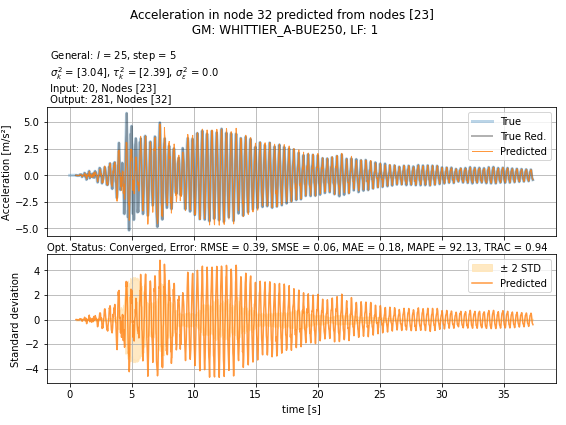 Acceleration in node 32 predicted from nodes [23]
GM: WHITTIER_A-BUE250, LF: 1
General: l = 25, step = 5
σ²ₖ = [3.04], τ²ₖ = [2.39], σ²ε = 0.0
Input: 20, Nodes [23]
Output: 281, Nodes [32]
True
True Red.
Predicted
Acceleration [m/s²]
5.0
2.5
0.0
−2.5
−5.0
Opt. Status: Converged, Error: RMSE = 0.39, SMSE = 0.06, MAE = 0.18, MAPE = 92.13, TRAC = 0.94
± 2 STD
Predicted
Standard deviation
4
2
0
−2
−4
0 5 10 15 20 25 30 35
time [s]